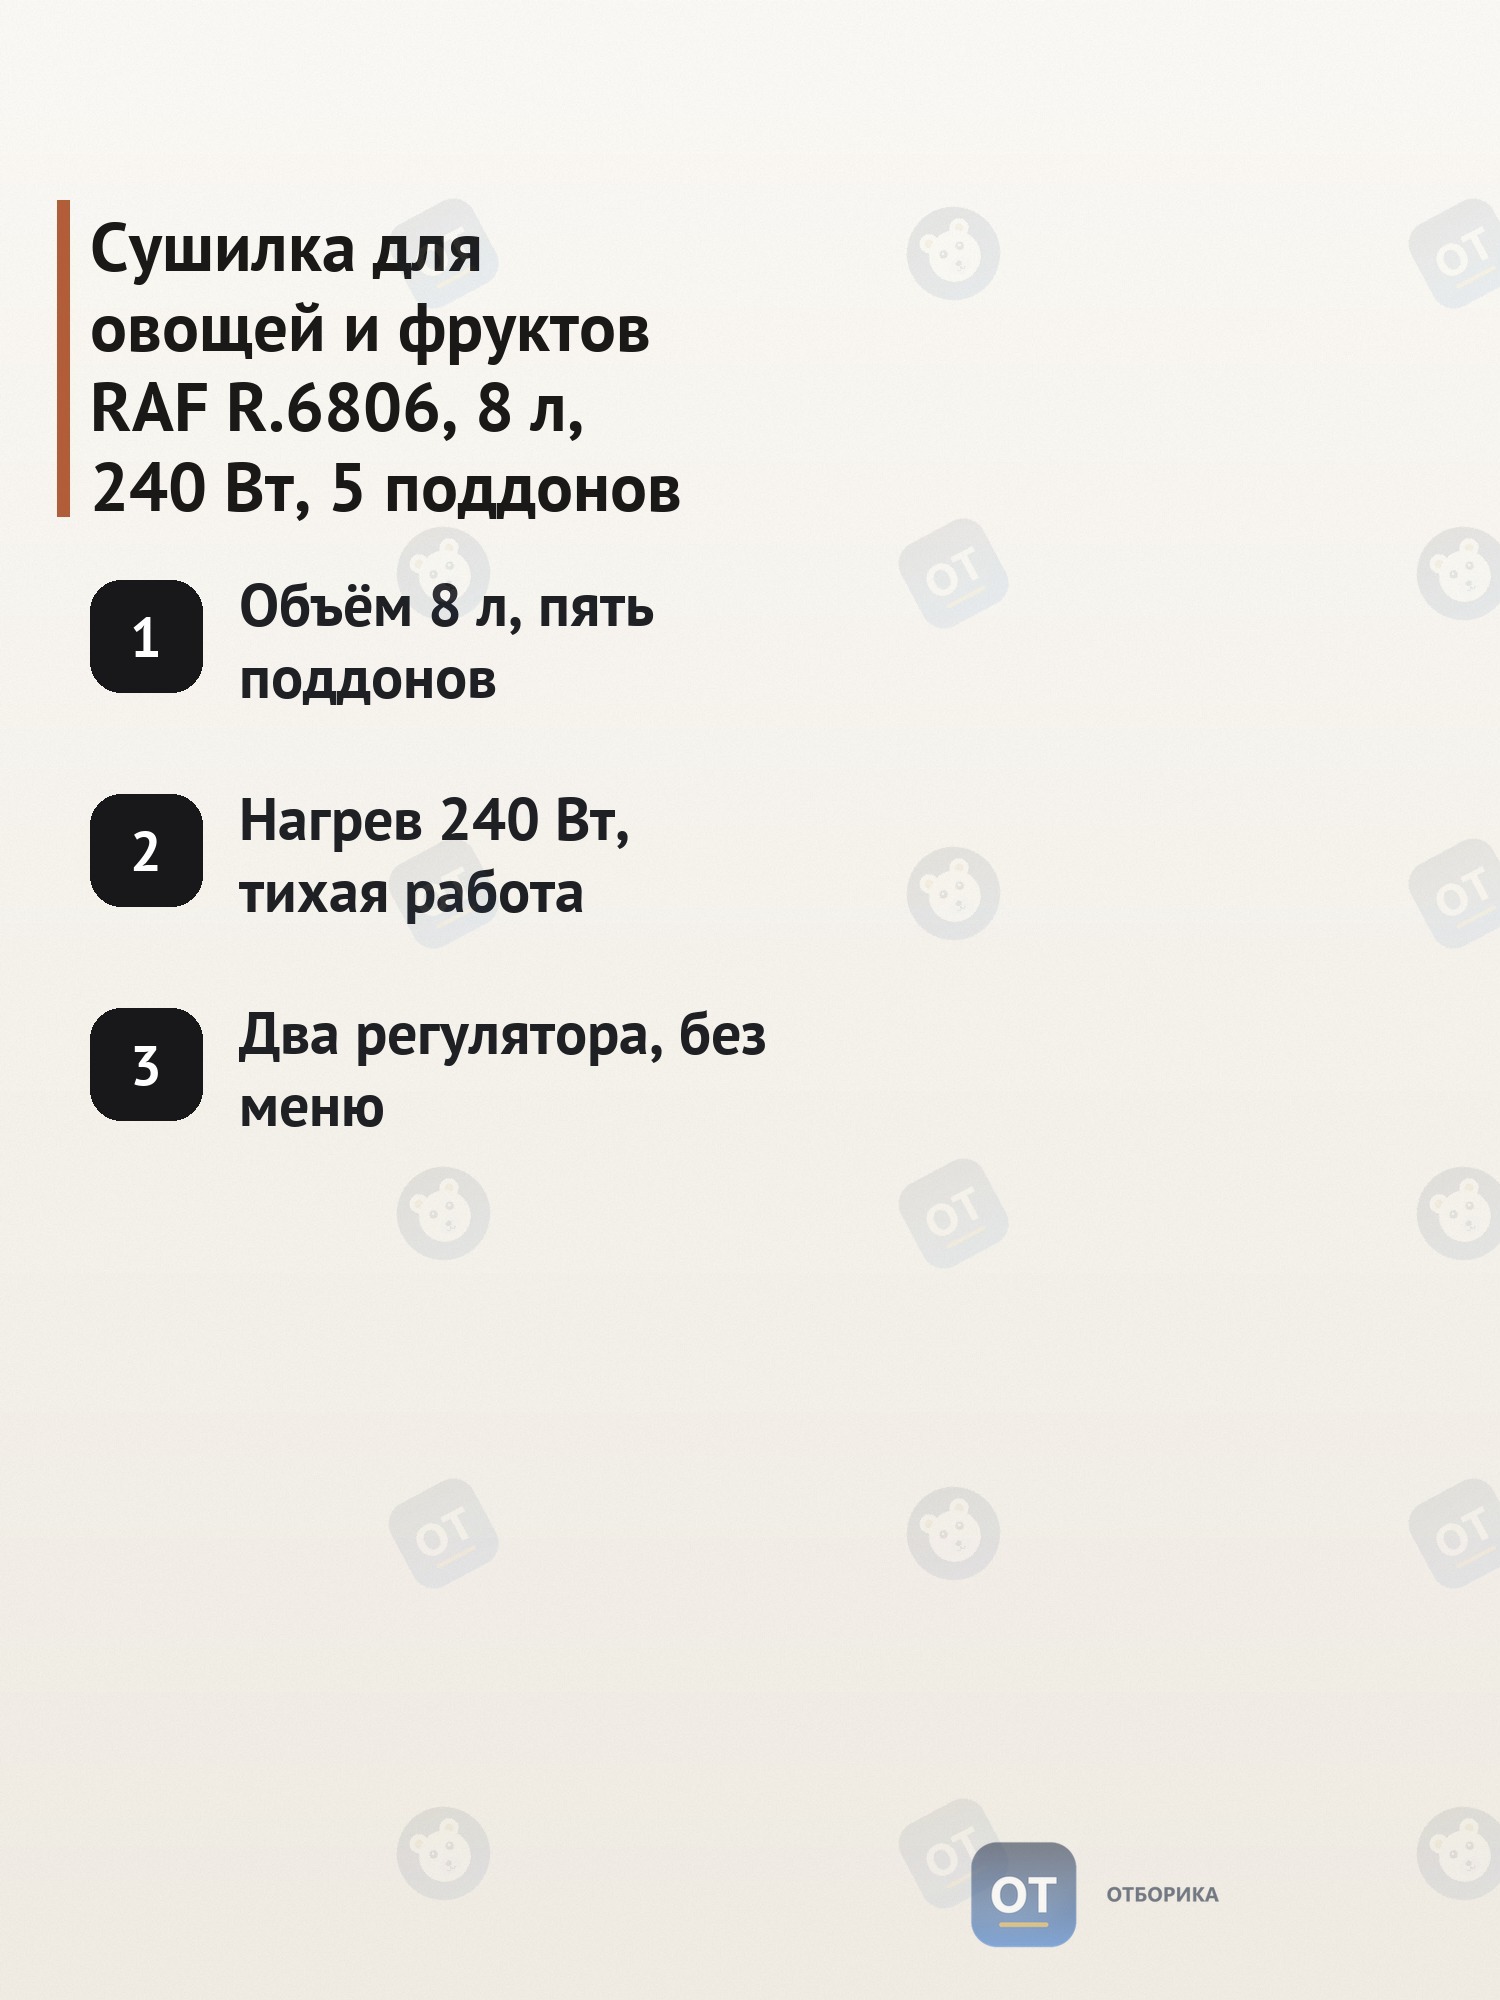 Сушилка для
овощей и фруктов
RAF R.6806, 8 л,
240 Вт, 5 поддонов
1
Объём 8 л, пять
поддонов
2
Нагрев 240 Вт,
тихая работа
3
Два регулятора, без
меню
ОТ
ОТБОРИКА